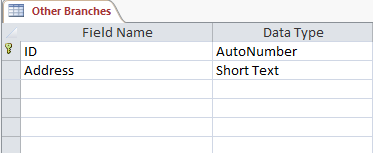 Other Branches
Field Name Data Type
ID AutoNumber
Address Short Text